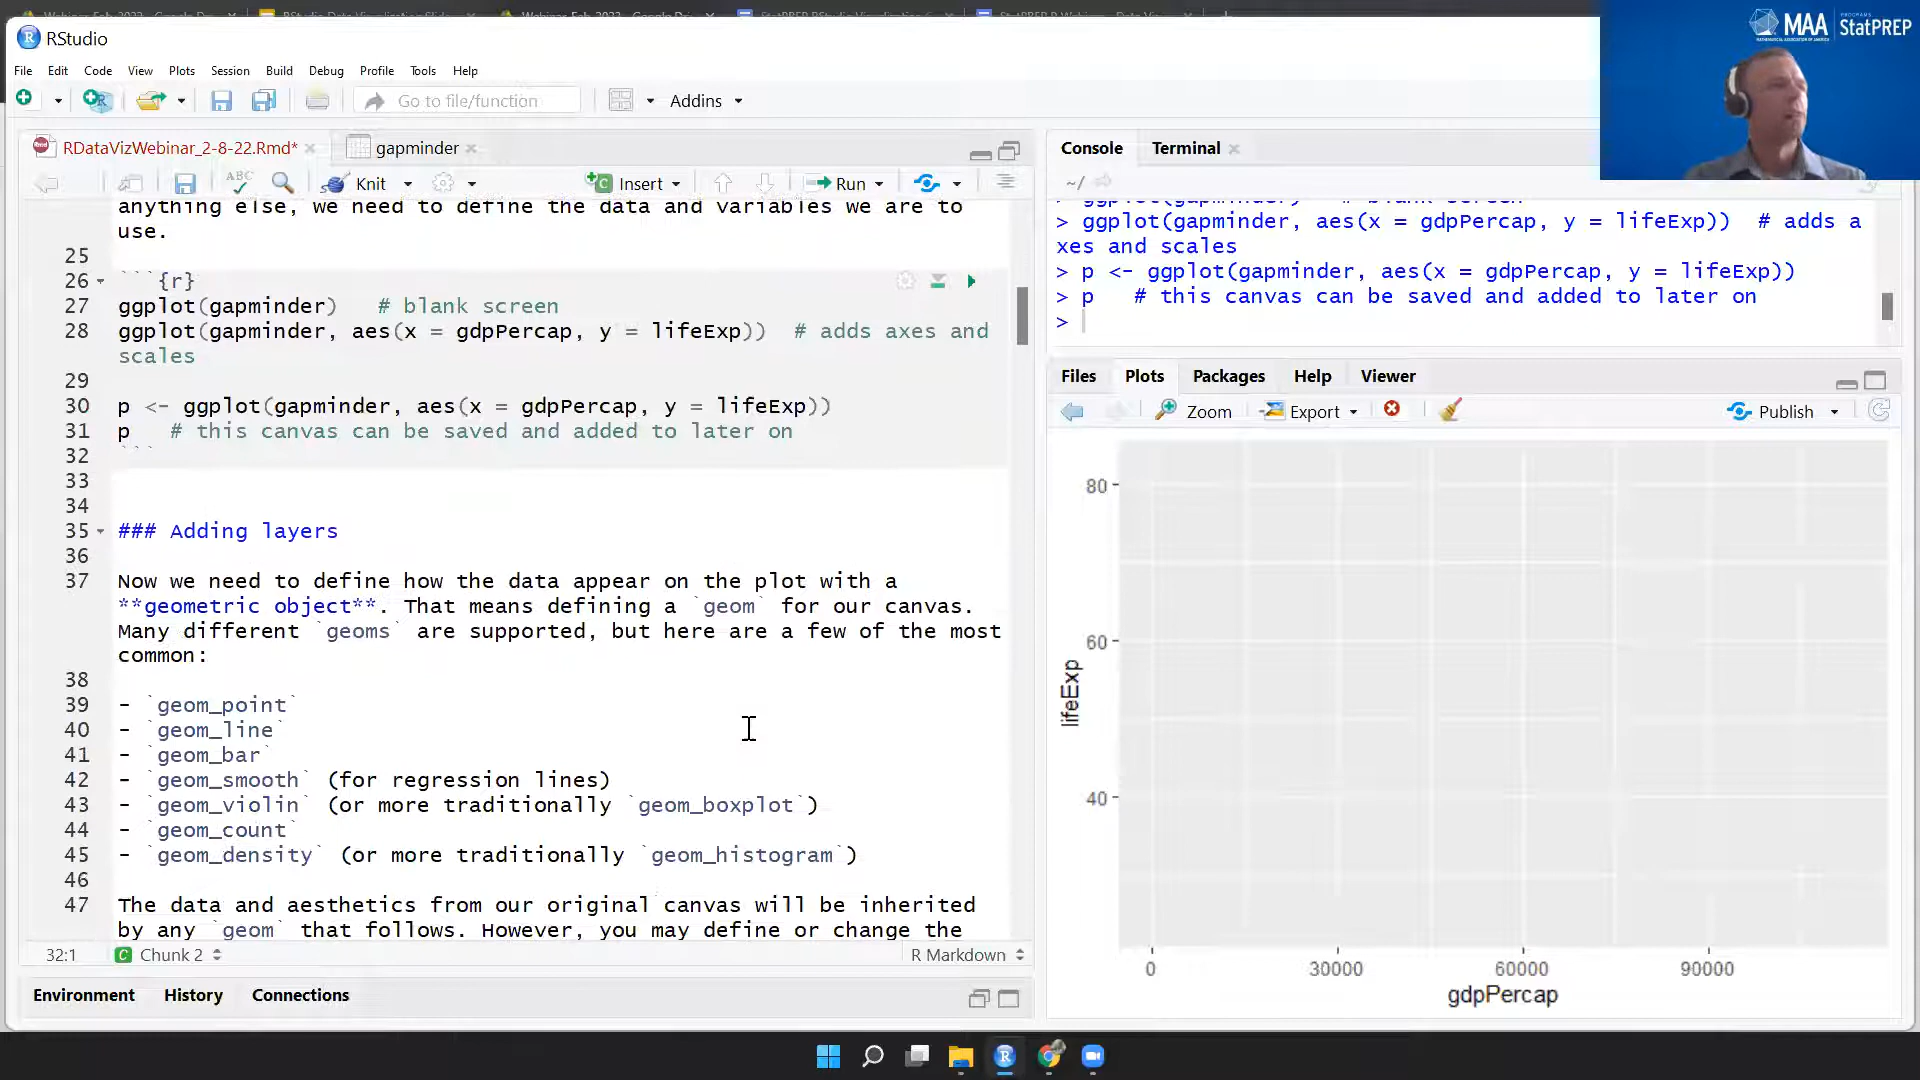 MAA
MATHEMATICAL ASSOCIATION OF AMERICA
PROGRAMS
StatPREP
RStudio
File Edit Code View Plots Session Build Debug Profile Tools Help
Go to file/function
Addins
RDataVizWebinar_2-8-22.Rmd*
gapminder
ABC
Knit
Insert
Run
anything else, we need to define the data and variables we are to
use.
25
26 ```{r}
27 ggplot(gapminder)   # blank screen
28 ggplot(gapminder, aes(x = gdpPercap, y = lifeExp))  # adds axes and
scales
29
30 p <- ggplot(gapminder, aes(x = gdpPercap, y = lifeExp))
31 p   # this canvas can be saved and added to later on
32 ```
33
34
35 ### Adding layers
36
37 Now we need to define how the data appear on the plot with a
**geometric object**. That means defining a `geom` for our canvas.
Many different `geoms` are supported, but here are a few of the most
common:
38
39 - `geom_point`
40 - `geom_line`
41 - `geom_bar`
42 - `geom_smooth` (for regression lines)
43 - `geom_violin` (or more traditionally `geom_boxplot`)
44 - `geom_count`
45 - `geom_density` (or more traditionally `geom_histogram`)
46
47 The data and aesthetics from our original canvas will be inherited
by any `geom` that follows. However, you may define or change the
32:1 Chunk 2 R Markdown
Environment History Connections
Console Terminal
~/
> ggplot(gapminder, aes(x = gdpPercap, y = lifeExp))  # adds a
xes and scales
> p <- ggplot(gapminder, aes(x = gdpPercap, y = lifeExp))
> p   # this canvas can be saved and added to later on
>
Files Plots Packages Help Viewer
Zoom Export Publish
80
60
40
lifeExp
0 30000 60000 90000
gdpPercap